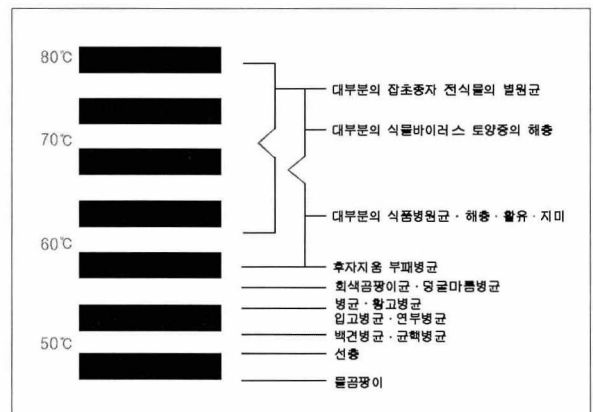 80℃
70℃
60℃
50℃
대부분의 잡초종자 전식물의 별원균
대부분의 식물바이러스 토양중의 해충
대부분의 식품병원균 · 해충 · 활유 · 지미
후자지움 부패병균
회색곰팡이균 · 덩굴마름병균
병균 · 황고병균
입고병균 · 연부병균
백견병균 · 균핵병균
선충
물곰팡이